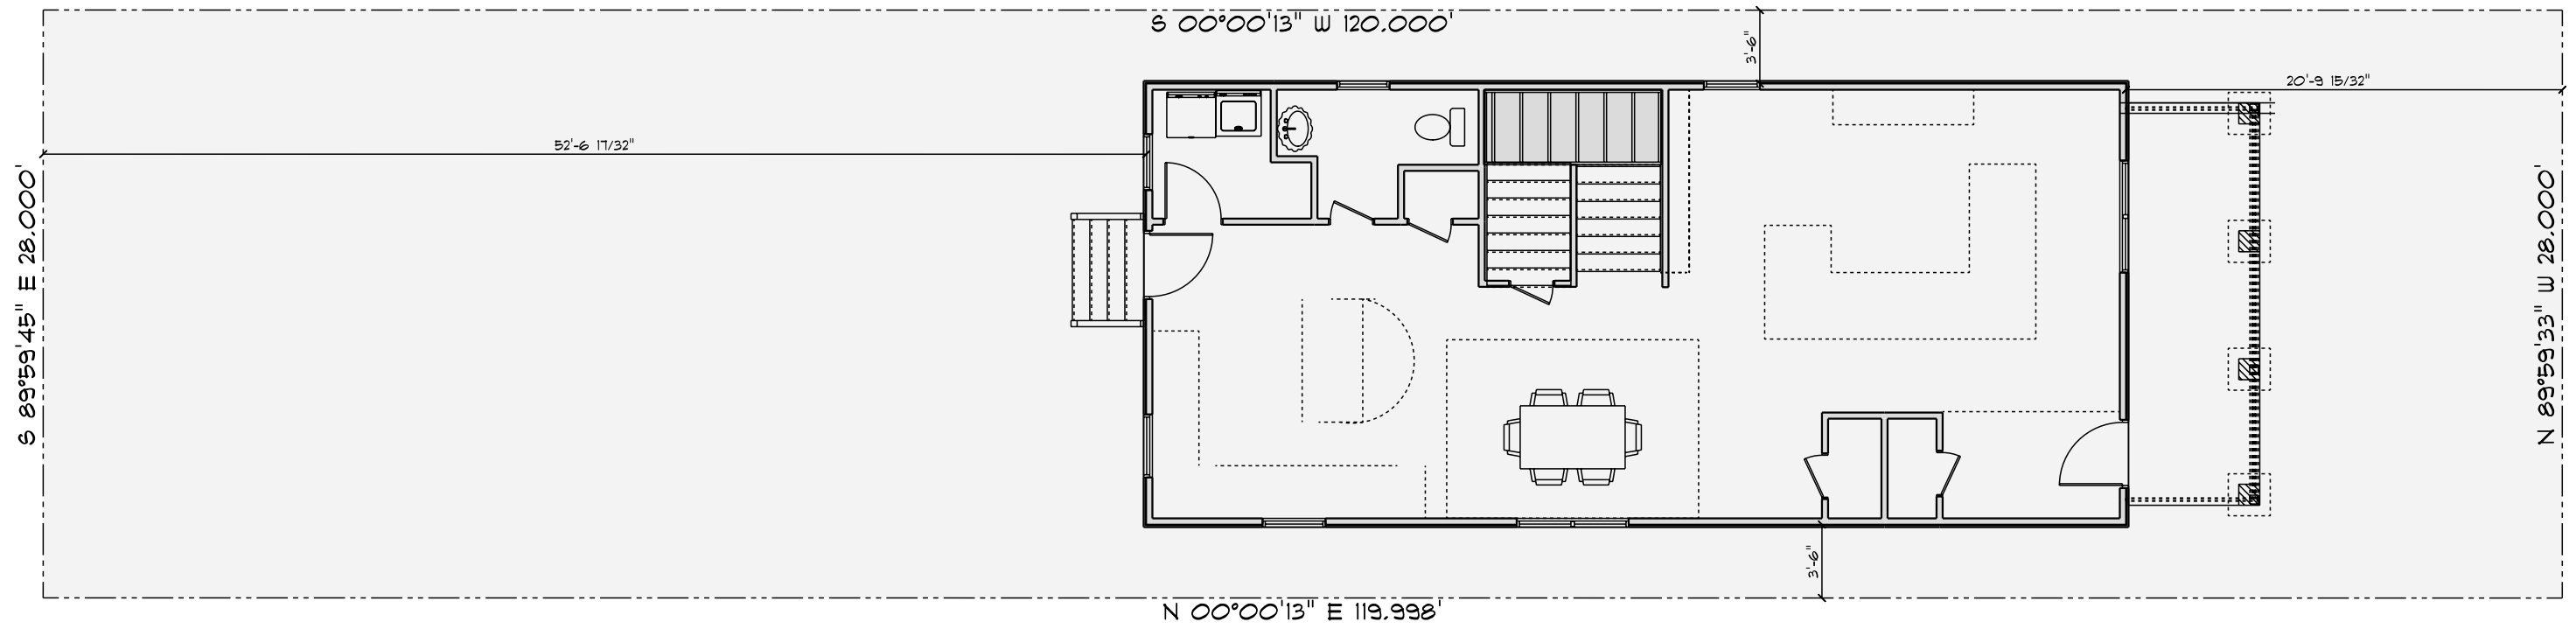 S 00°00'13" W 120.000'
3'-6"
20'-9 15/32"
52'-6 17/32"
S 89°59'45" E 28.000'
N 89°59'33" W 28.000'
3'-6"
N 00°00'13" E 119.998'